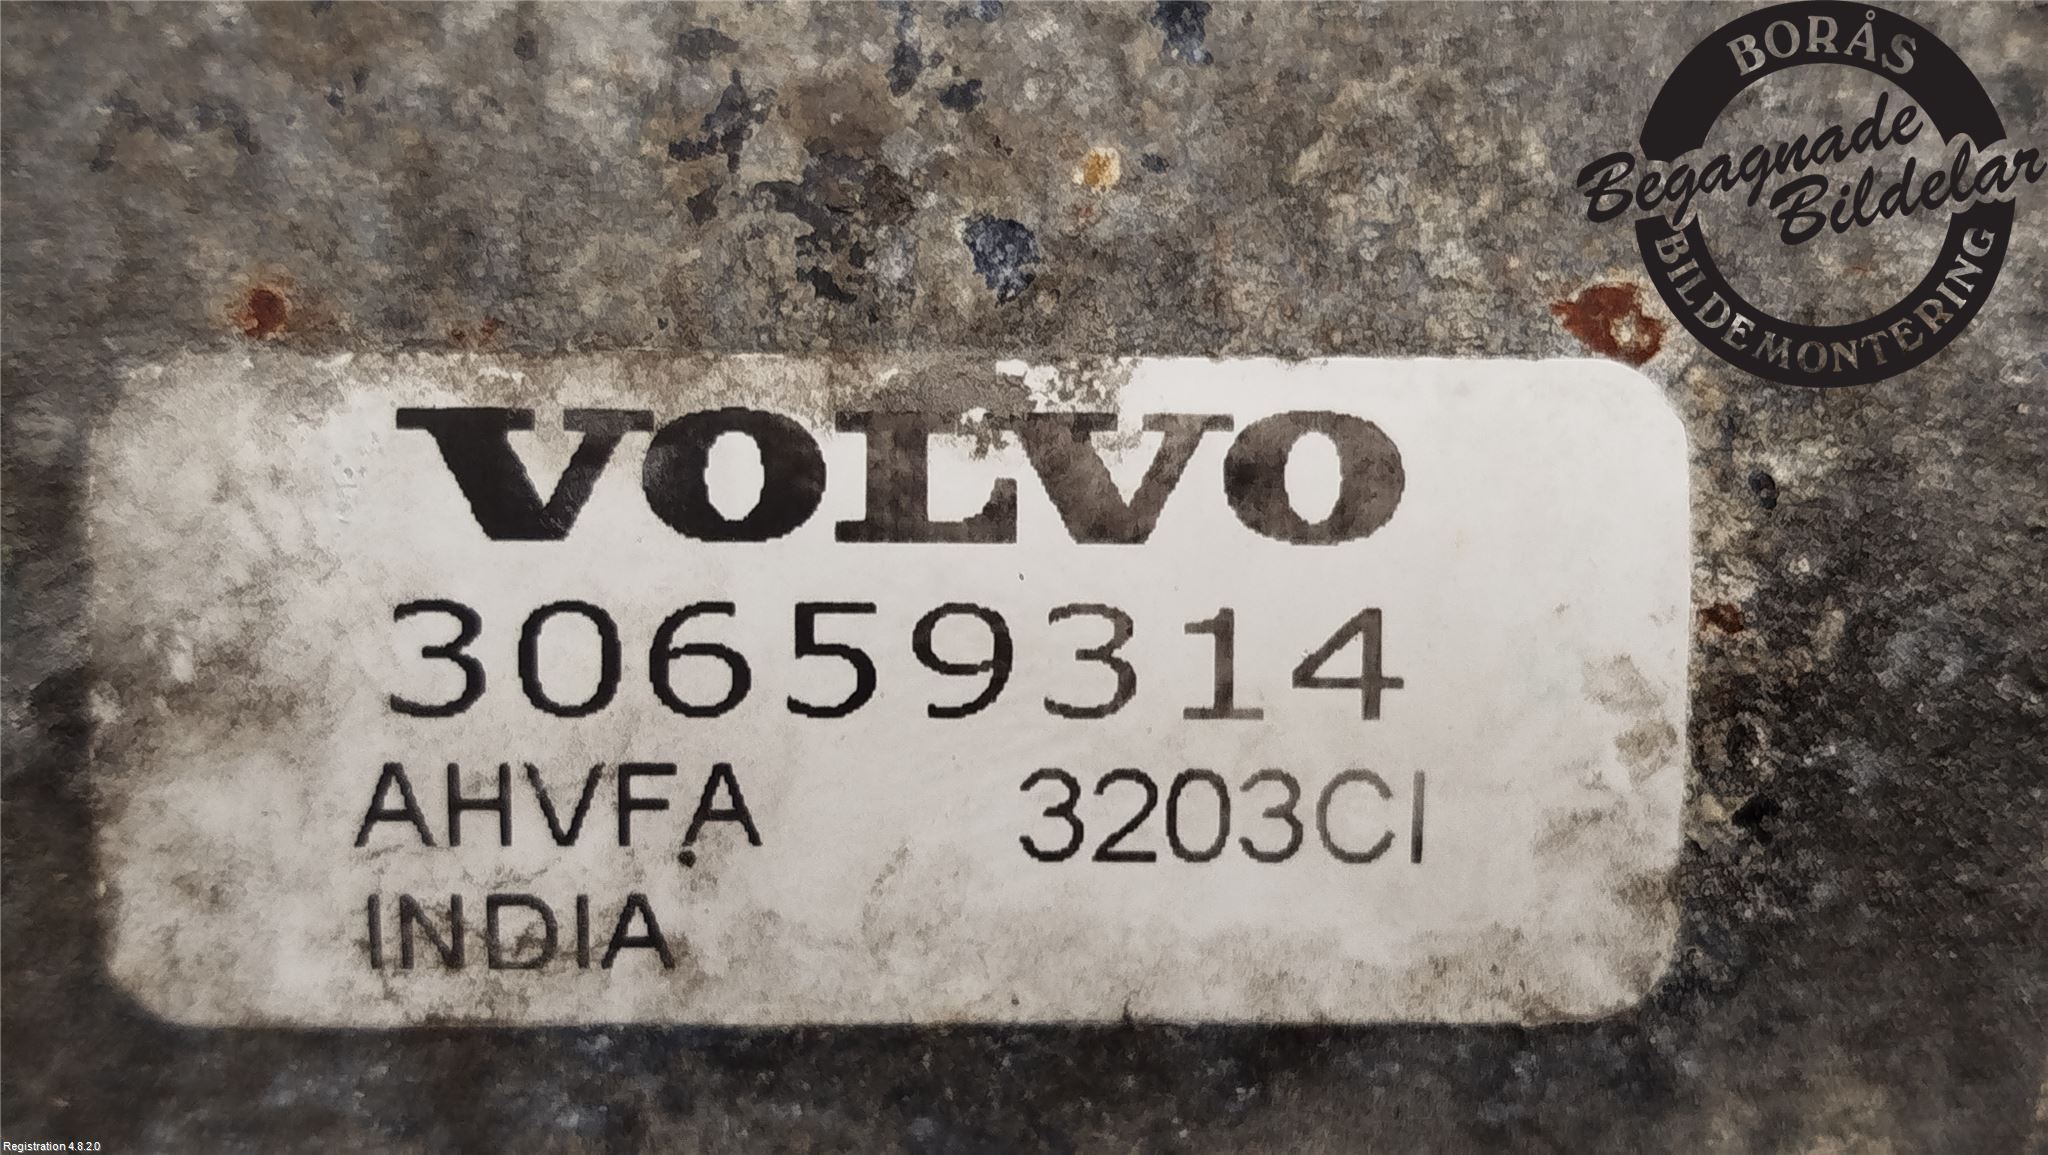 BORÅS
Begagnade
Bildelar
BILDEMONTERING
VOLVO
30659314
AHVFA 3203CI
INDIA
Registration 4.8.2.0